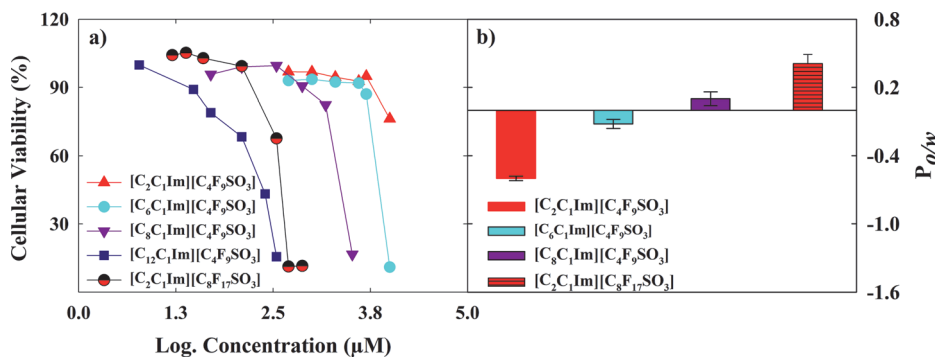 120
90
60
30
Cellular Viability (%)
a)
[C₂C₁Im][C₄F₉SO₃]
[C₆C₁Im][C₄F₉SO₃]
[C₈C₁Im][C₄F₉SO₃]
[C₁₂C₁Im][C₄F₉SO₃]
[C₂C₁Im][C₈F₁₇SO₃]
0.0 1.3 2.5 3.8 5.0
Log. Concentration (µM)
b)
[C₂C₁Im][C₄F₉SO₃]
[C₆C₁Im][C₄F₉SO₃]
[C₈C₁Im][C₄F₉SO₃]
[C₂C₁Im][C₈F₁₇SO₃]
0.8
0.2
-0.4
-1.0
-1.6
Po/w